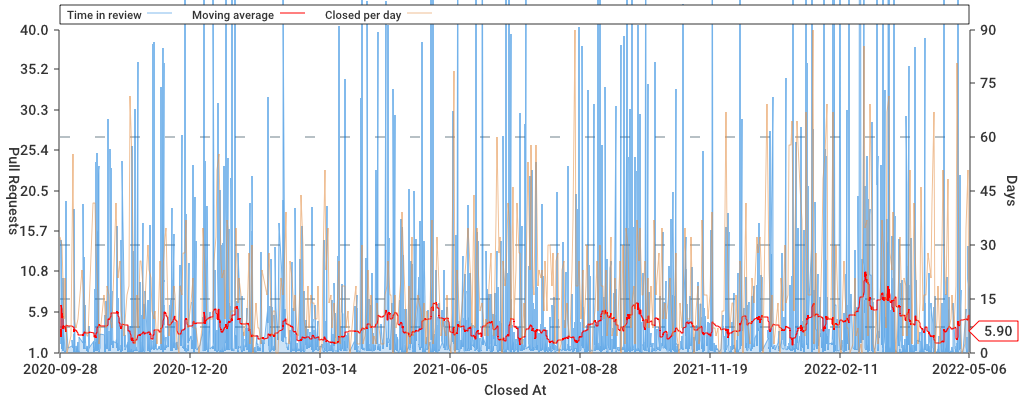 Time in review Moving average Closed per day
40.0 90
35.2 75
30.3 60
25.4 45
20.5 30
15.7 15
10.8 0
5.9
1.0
Pull Requests
Days
5.90
2020-09-28 2020-12-20 2021-03-14 2021-06-05 2021-08-28 2021-11-19 2022-02-11 2022-05-06
Closed At